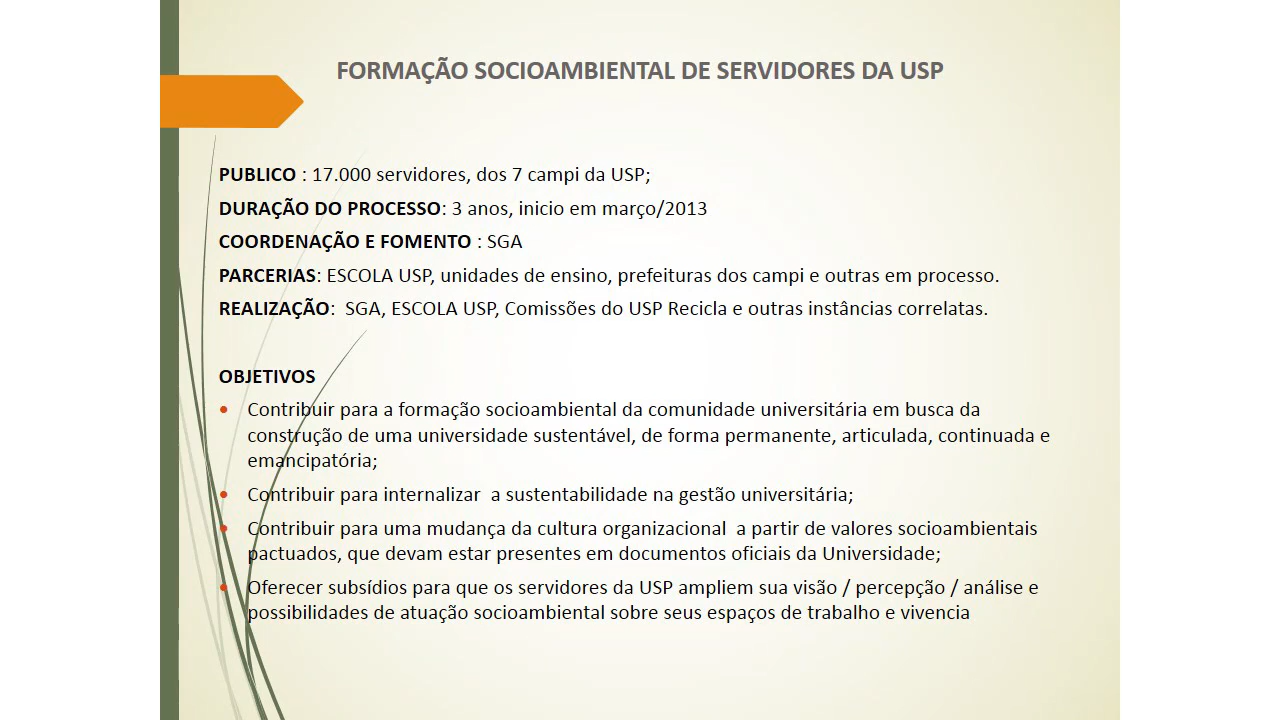 FORMAÇÃO SOCIOAMBIENTAL DE SERVIDORES DA USP
PUBLICO : 17.000 servidores, dos 7 campi da USP;
DURAÇÃO DO PROCESSO: 3 anos, inicio em março/2013
COORDENAÇÃO E FOMENTO : SGA
PARCERIAS: ESCOLA USP, unidades de ensino, prefeituras dos campi e outras em processo.
REALIZAÇÃO:  SGA, ESCOLA USP, Comissões do USP Recicla e outras instâncias correlatas.
OBJETIVOS
• Contribuir para a formação socioambiental da comunidade universitária em busca da
construção de uma universidade sustentável, de forma permanente, articulada, continuada e
emancipatória;
• Contribuir para internalizar  a sustentabilidade na gestão universitária;
• Contribuir para uma mudança da cultura organizacional  a partir de valores socioambientais
pactuados, que devam estar presentes em documentos oficiais da Universidade;
• Oferecer subsídios para que os servidores da USP ampliem sua visão / percepção / análise e
possibilidades de atuação socioambiental sobre seus espaços de trabalho e vivencia